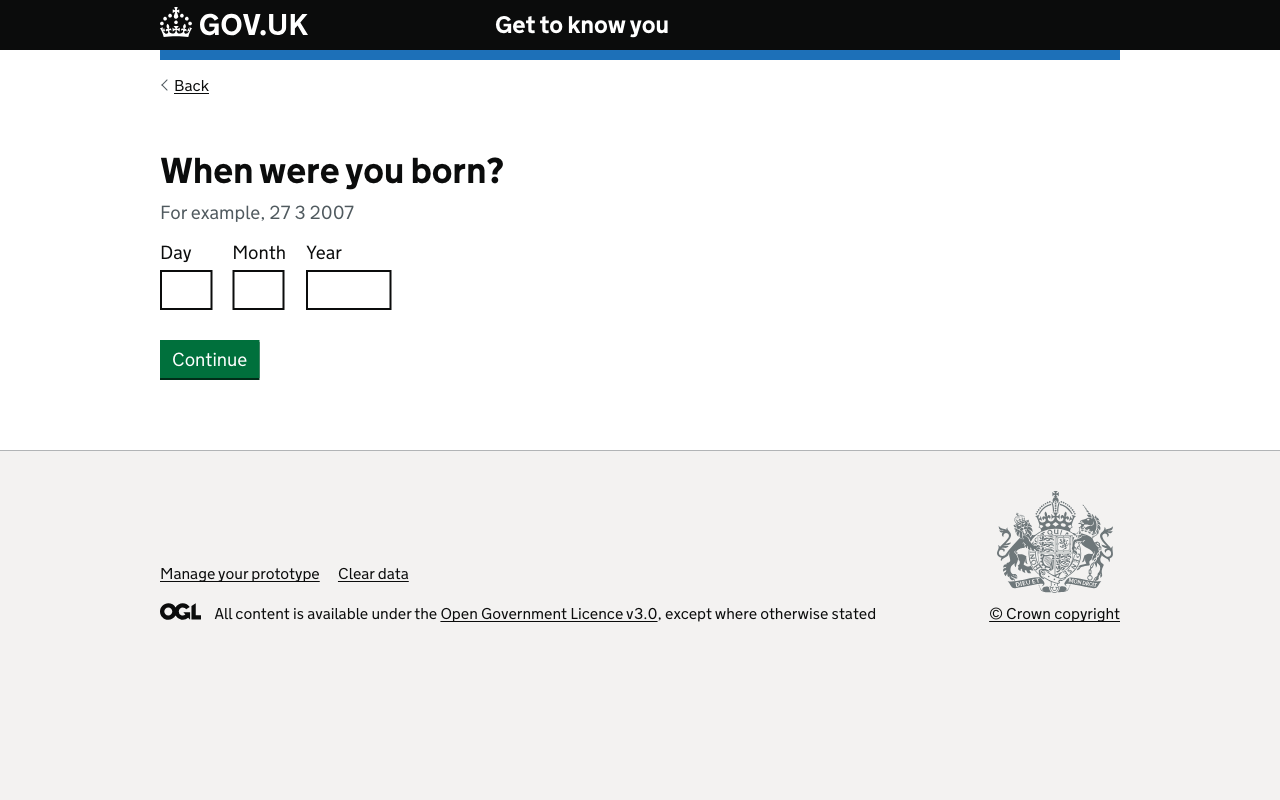 GOV.UK
Get to know you
Back
When were you born?
For example, 27 3 2007
Day Month Year
Continue
Manage your prototype Clear data
OGL All content is available under the Open Government Licence v3.0, except where otherwise stated
© Crown copyright